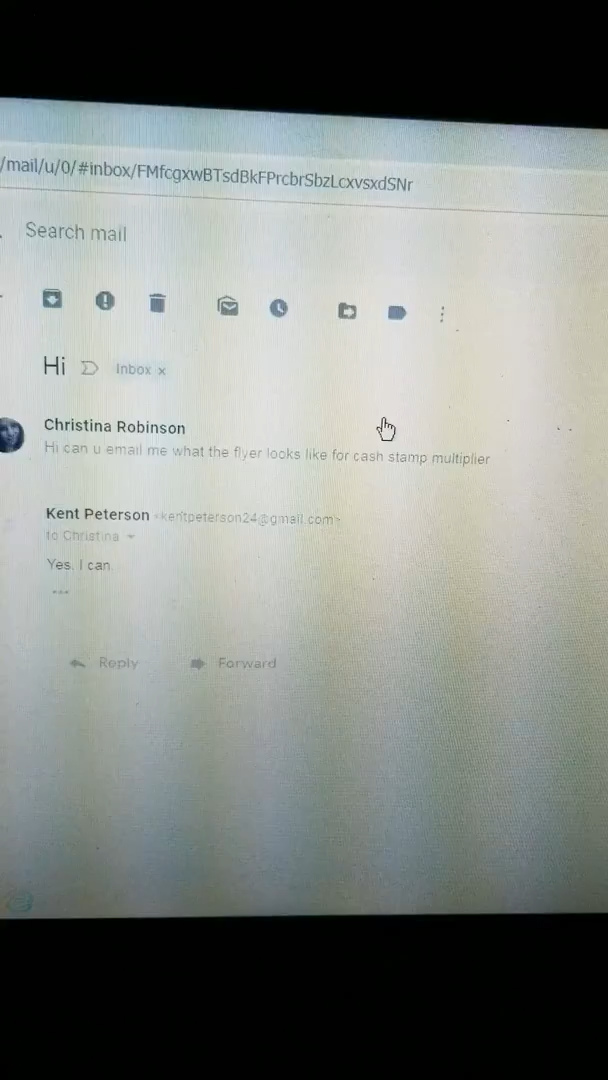 /mail/u/0/#inbox/FMfcgxwBTsdBkFPrcbrSbzLcxvsxdSNr
Search mail
Hi Inbox x
Christina Robinson
Hi can u email me what the flyer looks like for cash stamp multiplier
Kent Peterson <kentpeterson24@gmail.com>
to Christina
Yes. I can.
Reply Forward